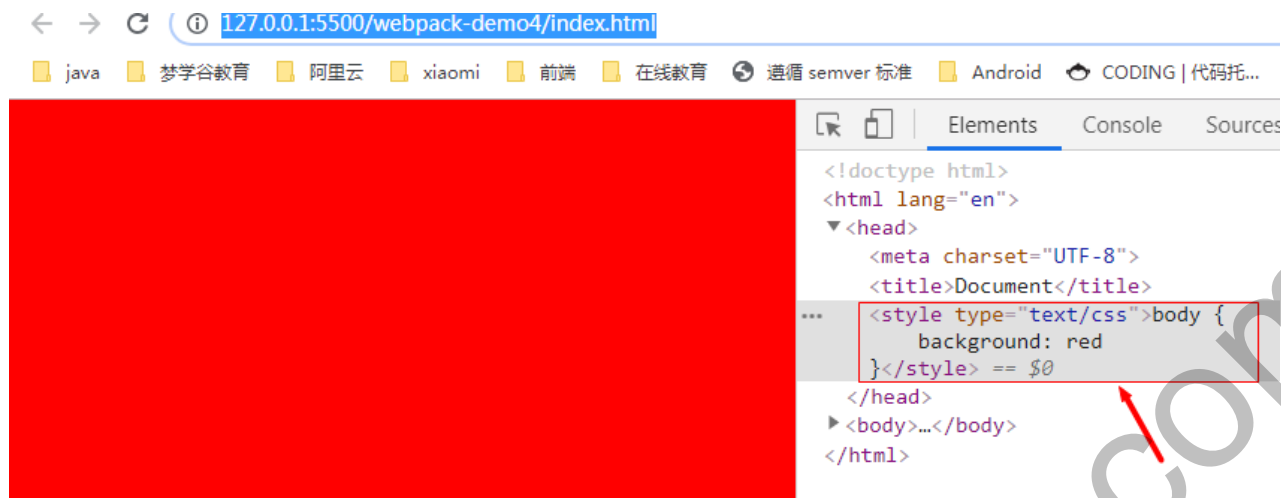 127.0.0.1:5500/webpack-demo4/index.html
java 梦学谷教育 阿里云 xiaomi 前端 在线教育 遵循 semver 标准 Android CODING | 代码托...
Elements Console Sources
<!doctype html>
<html lang="en">
<head>
<meta charset="UTF-8">
<title>Document</title>
<style type="text/css">body {
background: red
}</style> == $0
</head>
<body>…</body>
</html>
com